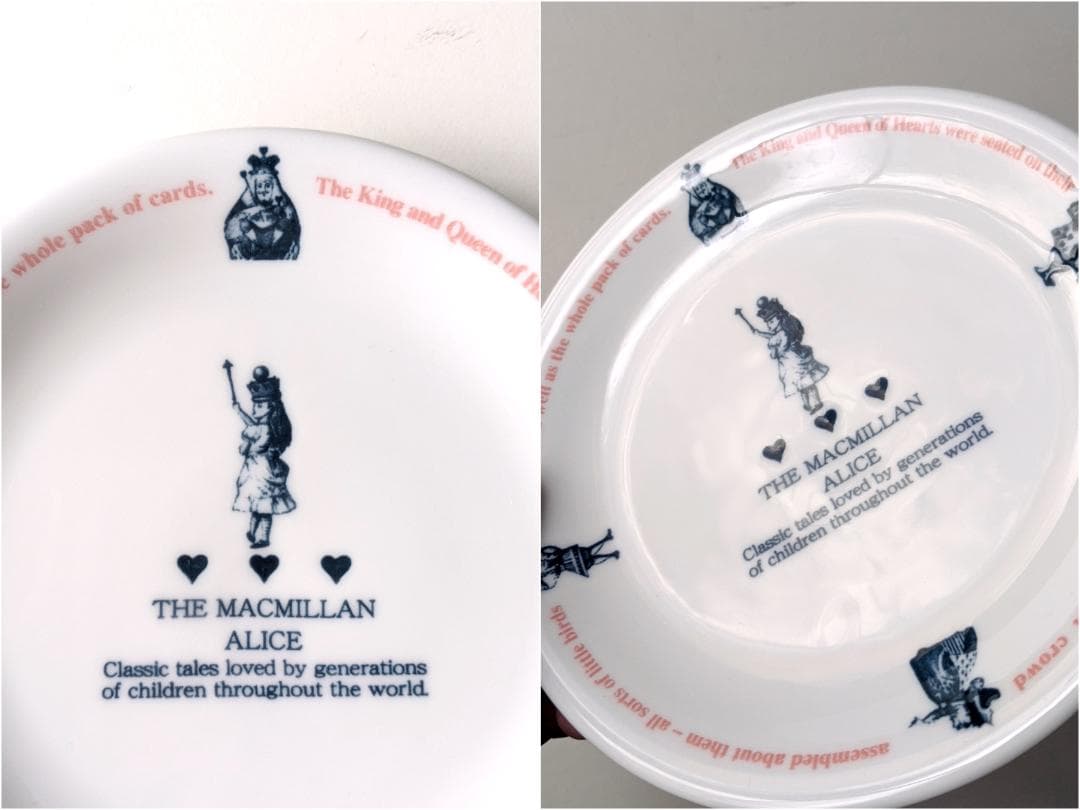 whole pack of cards.
The King and Queen of
THE MACMILLAN
ALICE
Classic tales loved by generations
of children throughout the world.
The King and Queen of Hearts were seated on their
as the whole pack of cards.
THE MACMILLAN
ALICE
Classic tales loved by generations
of children throughout the world.
crowd
assembled about them – all sorts of little birds